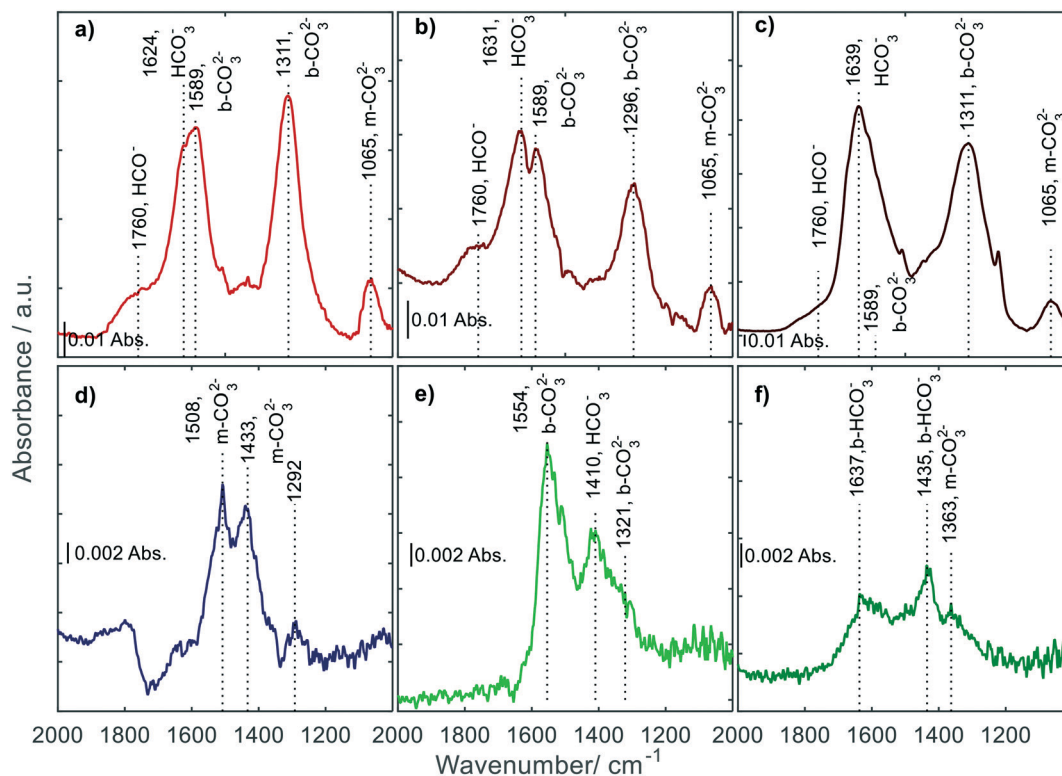 Absorbance / a.u.
a)
1760, HCO⁻
1624,
HCO₃⁻
1589,
b-CO₃²⁻
1311,
b-CO₃²⁻
1065, m-CO₃²⁻
0.01 Abs.
b)
1760, HCO⁻
1631,
HCO₃⁻
1589,
b-CO₃²⁻
1296, b-CO₃²⁻
1065, m-CO₃²⁻
0.01 Abs.
c)
1760, HCO⁻
1639,
HCO₃⁻
1589,
b-CO₃²⁻
1311, b-CO₃²⁻
1065, m-CO₃²⁻
0.01 Abs.
d)
1508,
m-CO₃²⁻
1433,
m-CO₃²⁻
1292
0.002 Abs.
2000 1800 1600 1400 1200
e)
1554,
b-CO₃²⁻
1410, HCO₃⁻
1321, b-CO₃²⁻
0.002 Abs.
2000 1800 1600 1400 1200
f)
1637,b-HCO₃⁻
1435, b-HCO₃⁻
1363, m-CO₃²⁻
0.002 Abs.
2000 1800 1600 1400 1200
Wavenumber/ cm⁻¹